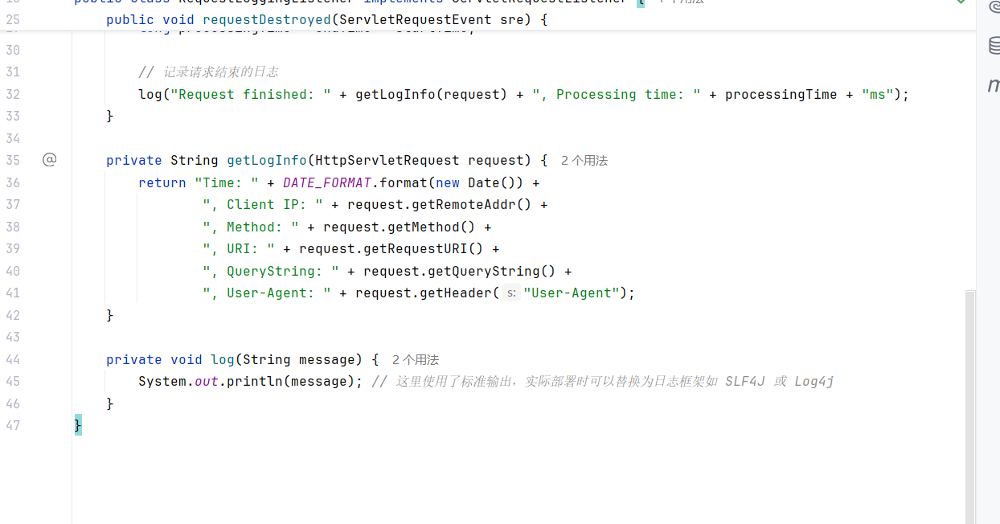 25 public void requestDestroyed(ServletRequestEvent sre) {
30
31 // 记录请求结束的日志
32 log("Request finished: " + getLogInfo(request) + ", Processing time: " + processingTime + "ms");
33 }
34
35 @ private String getLogInfo(HttpServletRequest request) { 2 个用法
36 return "Time: " + DATE_FORMAT.format(new Date()) +
37 ", Client IP: " + request.getRemoteAddr() +
38 ", Method: " + request.getMethod() +
39 ", URI: " + request.getRequestURI() +
40 ", QueryString: " + request.getQueryString() +
41 ", User-Agent: " + request.getHeader( s: "User-Agent");
42 }
43
44 private void log(String message) { 2 个用法
45 System.out.println(message); // 这里使用了标准输出，实际部署时可以替换为日志框架如 SLF4J 或 Log4j
46 }
47 }